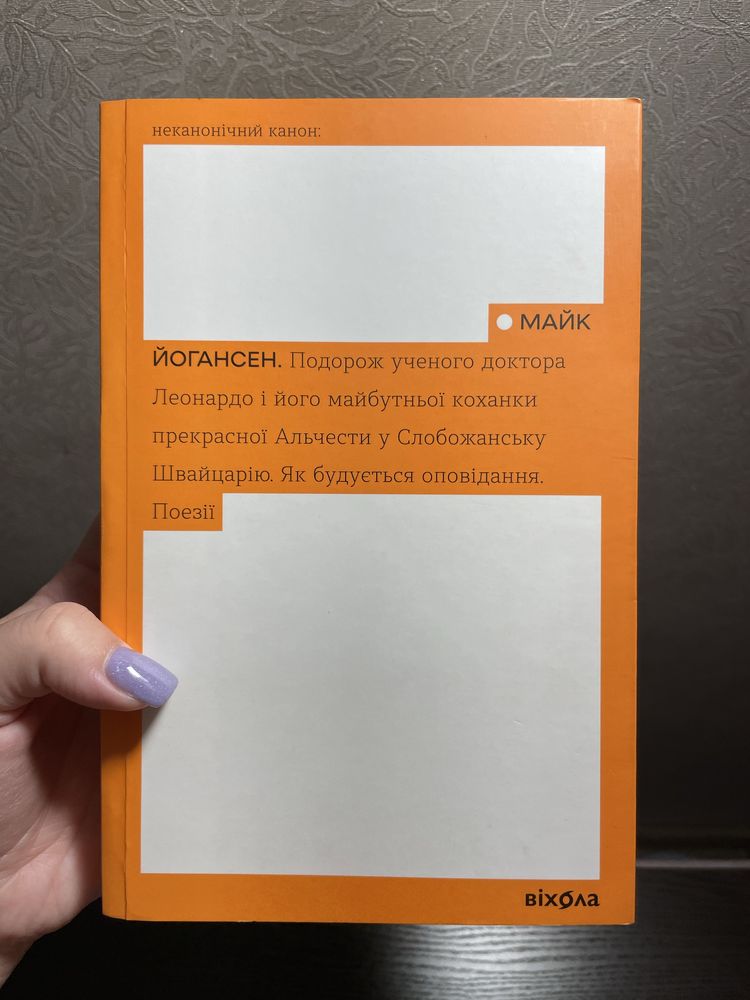 неканонічний канон:
МАЙК
ЙОГАНСЕН. Подорож ученого доктора
Леонардо і його майбутньої коханки
прекрасної Альчести у Слобожанську
Швайцарію. Як будується оповідання.
Поезії
віхола